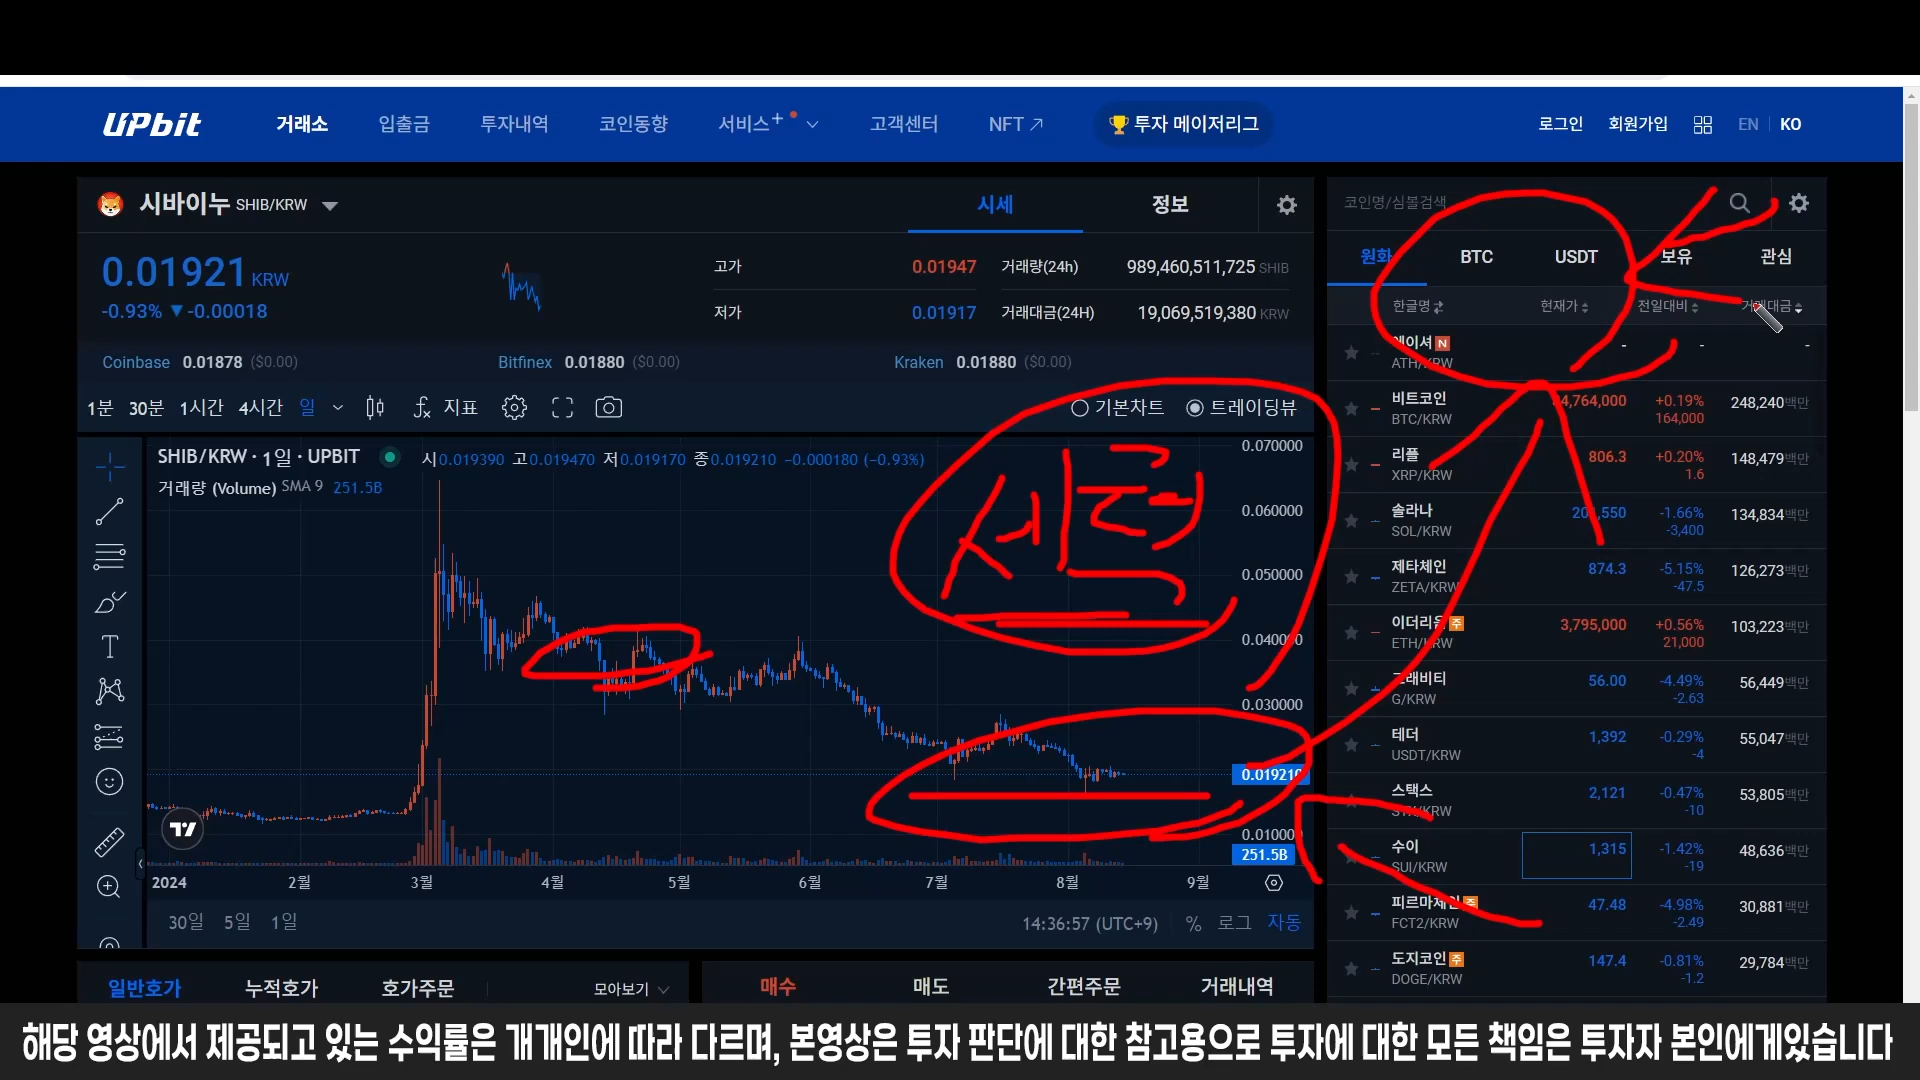 UPbit 거래소 입출금 투자내역 코인동향 서비스+ 고객센터 NFT 투자 메이저리그 로그인 회원가입 EN KO
시바이누 SHIB/KRW 시세 정보
0.01921 KRW
-0.93% ▼-0.00018
고가 0.01947 거래량(24h) 989,460,511,725 SHIB
저가 0.01917 거래대금(24H) 19,069,519,380 KRW
Coinbase 0.01878 ($0.00) Bitfinex 0.01880 ($0.00) Kraken 0.01880 ($0.00)
1분 30분 1시간 4시간 일 지표 기본차트 트레이딩뷰
SHIB/KRW · 1일 · UPBIT 시0.019390 고0.019470 저0.019170 종0.019210 -0.000180 (-0.93%)
거래량 (Volume) SMA 9 251.5B
세력
0.070000
0.060000
0.050000
0.040000
0.030000
0.019210
0.010000
251.5B
2024 2월 3월 4월 5월 6월 7월 8월 9월
30일 5일 1일 14:36:57 (UTC+9) % 로그 자동
일반호가 누적호가 호가주문 모아보기
매수 매도 간편주문 거래내역
코인명/심볼검색
원화 BTC USDT 보유 관심
한글명 현재가 전일대비 거래대금
에이셔 N - - -
ATH/KRW
비트코인 4,764,000 +0.19% 248,240백만
BTC/KRW 164,000
리플 806.3 +0.20% 148,479백만
XRP/KRW 1.6
솔라나 -1.66% 134,834백만
SOL/KRW -3,400
제타체인 874.3 -5.15% 126,273백만
ZETA/KRW -47.5
이더리움 주 3,795,000 +0.56% 103,223백만
ETH/KRW 21,000
그래비티 56.00 -4.49% 56,449백만
G/KRW -2.63
테더 1,392 -0.29% 55,047백만
USDT/KRW -4
스택스 2,121 -0.47% 53,805백만
STX/KRW -10
수이 1,315 -1.42% 48,636백만
SUI/KRW -19
피르마체인 주 47.48 -4.98% 30,881백만
FCT2/KRW -2.49
도지코인 주 147.4 -0.81% 29,784백만
DOGE/KRW -1.2
해당 영상에서 제공되고 있는 수익률은 개개인에 따라 다르며, 본영상은 투자 판단에 대한 참고용으로 투자에 대한 모든 책임은 투자자 본인에게있습니다